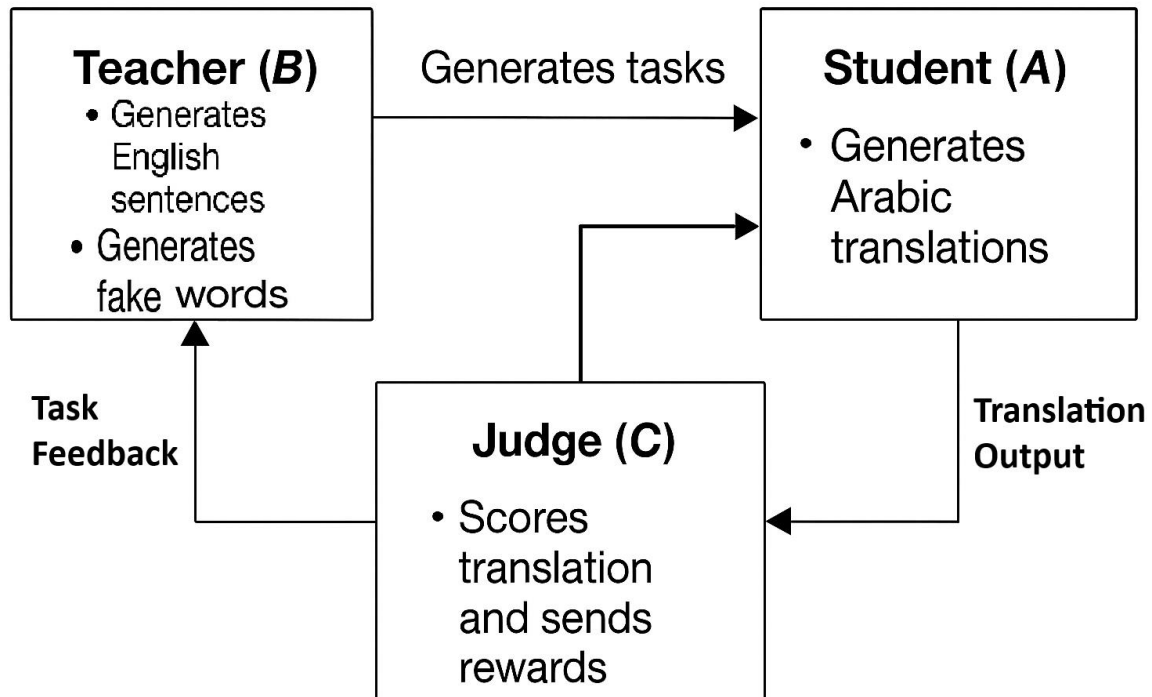 Teacher (B)
• Generates
English
sentences
• Generates
fake words
Generates tasks
Student (A)
• Generates
Arabic
translations
Task
Feedback
Translation
Output
Judge (C)
• Scores
translation
and sends
rewards